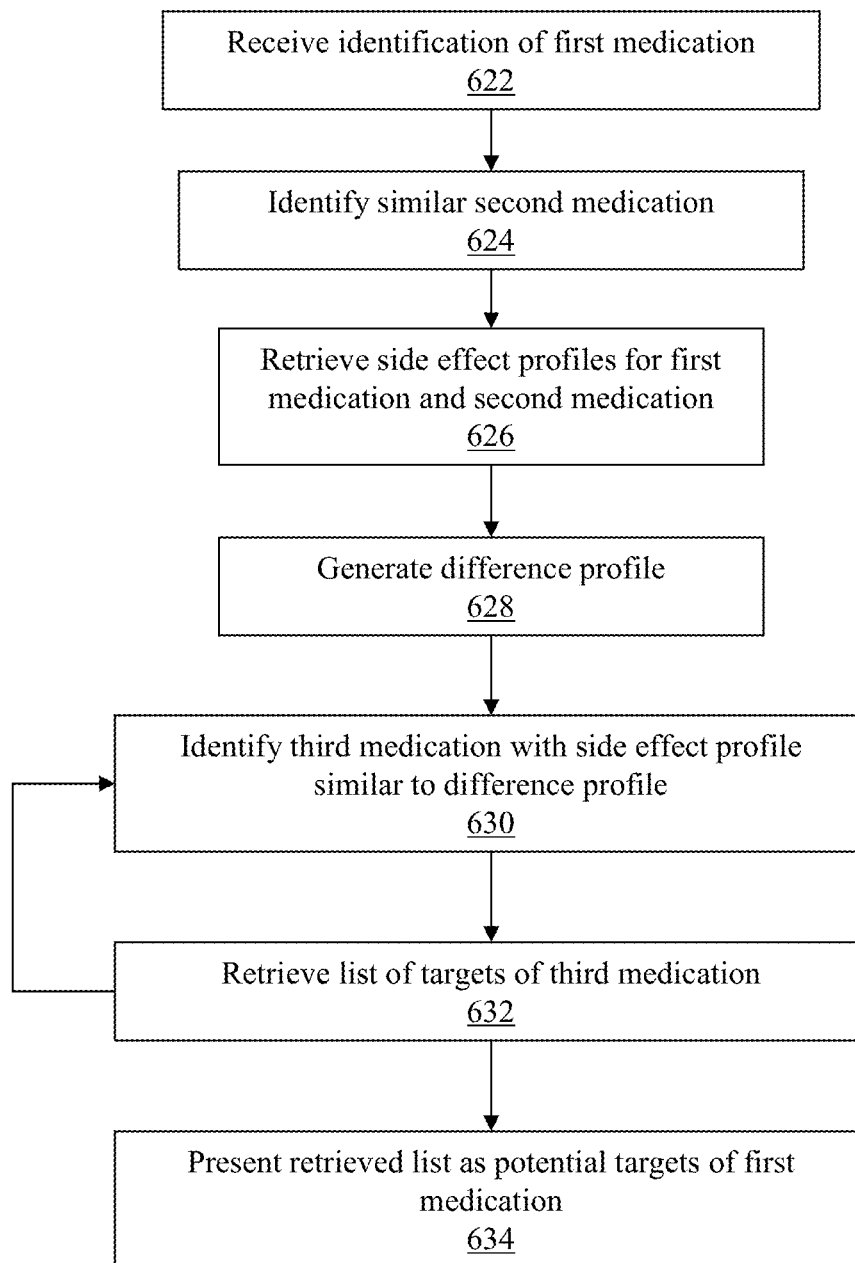 Receive identification of first medication
622
Identify similar second medication
624
Retrieve side effect profiles for first
medication and second medication
626
Generate difference profile
628
Identify third medication with side effect profile
similar to difference profile
630
Retrieve list of targets of third medication
632
Present retrieved list as potential targets of first
medication
634